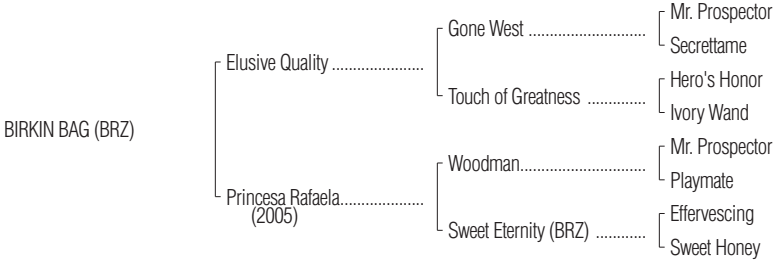 Mr. Prospector
Gone West ..........................
Secrettame
Elusive Quality .....................
Hero's Honor
Touch of Greatness .............
Ivory Wand
BIRKIN BAG (BRZ)
Mr. Prospector
Woodman............................
Playmate
Princesa Rafaela...................
(2005)
Effervescing
Sweet Eternity (BRZ) ...........
Sweet Honey